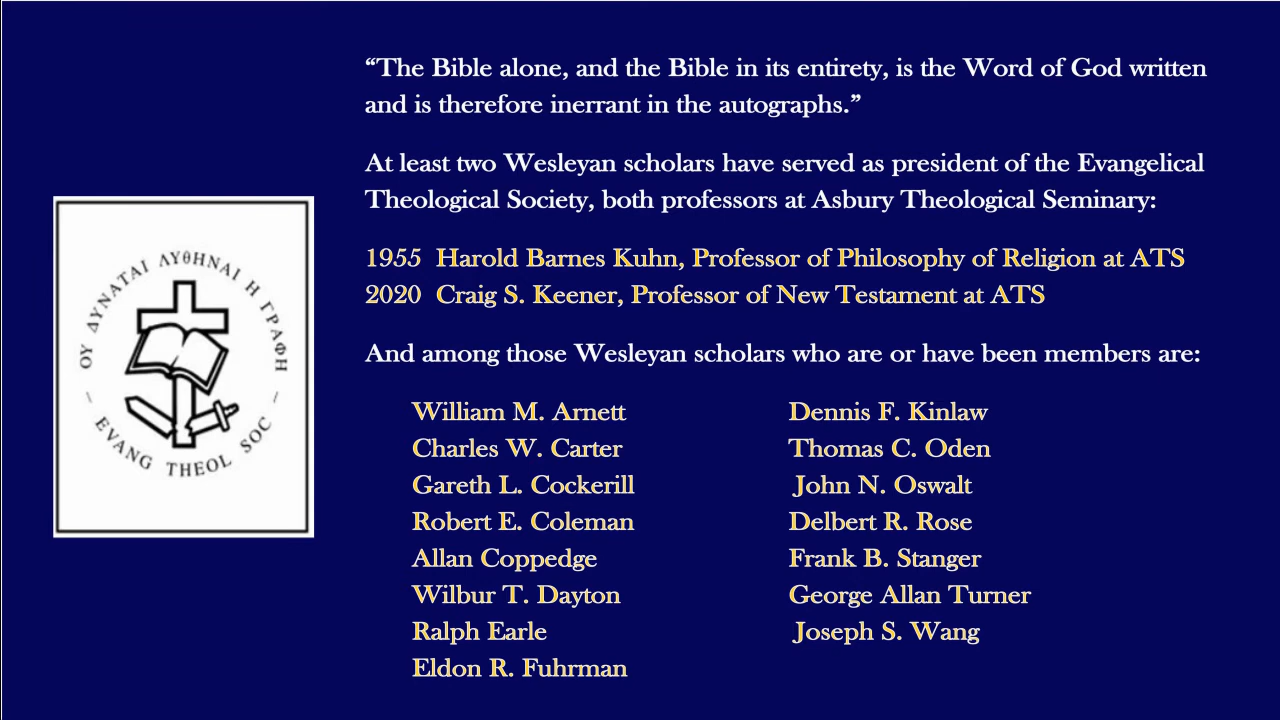 “The Bible alone, and the Bible in its entirety, is the Word of God written
and is therefore inerrant in the autographs.”
At least two Wesleyan scholars have served as president of the Evangelical
Theological Society, both professors at Asbury Theological Seminary:
1955 Harold Barnes Kuhn, Professor of Philosophy of Religion at ATS
2020 Craig S. Keener, Professor of New Testament at ATS
And among those Wesleyan scholars who are or have been members are:
William M. Arnett
Charles W. Carter
Gareth L. Cockerill
Robert E. Coleman
Allan Coppedge
Wilbur T. Dayton
Ralph Earle
Eldon R. Fuhrman
Dennis F. Kinlaw
Thomas C. Oden
John N. Oswalt
Delbert R. Rose
Frank B. Stanger
George Allan Turner
Joseph S. Wang
ΟΥ ΔΥΝΑΤΑΙ ΛΥθΗΝΑΙ Η ΓΡΑΦΗ
– EVANG THEOL SOC –